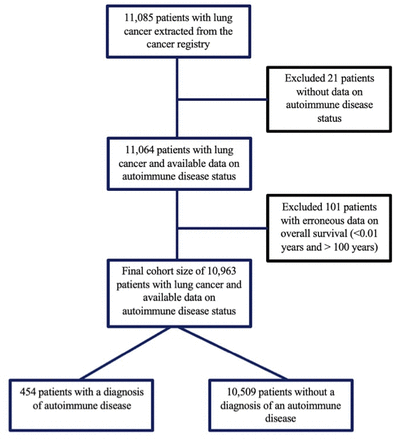 11,085 patients with lung
cancer extracted from the
cancer registry
Excluded 21 patients
without data on
autoimmune disease
status
11,064 patients with lung
cancer and available data on
autoimmune disease status
Excluded 101 patients
with erroneous data on
overall survival (<0.01
years and > 100 years)
Final cohort size of 10,963
patients with lung cancer and
available data on
autoimmune disease status
454 patients with a diagnosis
of autoimmune disease
10,509 patients without a
diagnosis of an autoimmune
disease